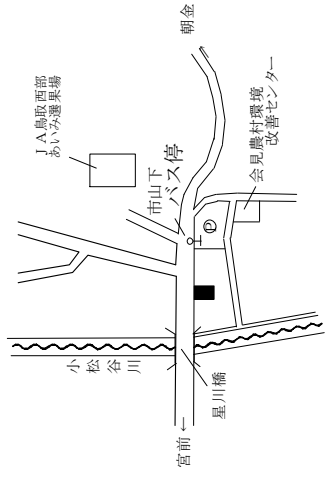 朝金
JA鳥取西部
あいみ選果場
市山下
バス停
P
会見農村環境
改善センター
小松谷川
星川橋
宮前